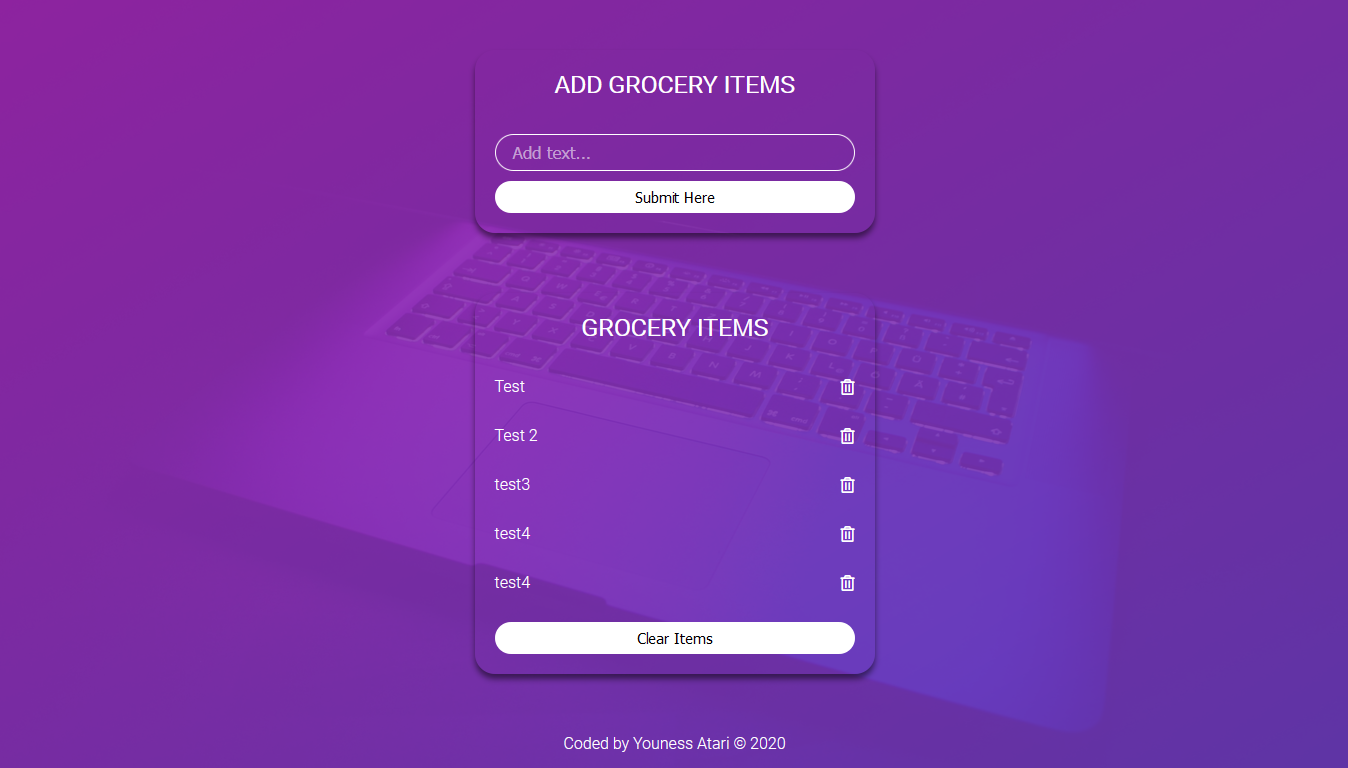 ADD GROCERY ITEMS
Add text...
Submit Here
GROCERY ITEMS
Test
Test 2
test3
test4
test4
Clear Items
Coded by Youness Atari © 2020